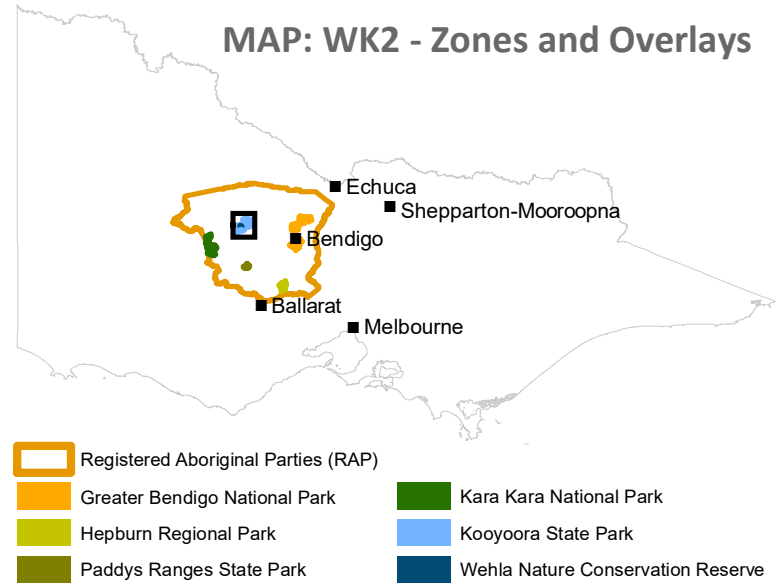 MAP: WK2 - Zones and Overlays
Echuca
Shepparton-Mooroopna
Bendigo
Ballarat
Melbourne
Registered Aboriginal Parties (RAP)
Greater Bendigo National Park
Kara Kara National Park
Hepburn Regional Park
Kooyoora State Park
Paddys Ranges State Park
Wehla Nature Conservation Reserve